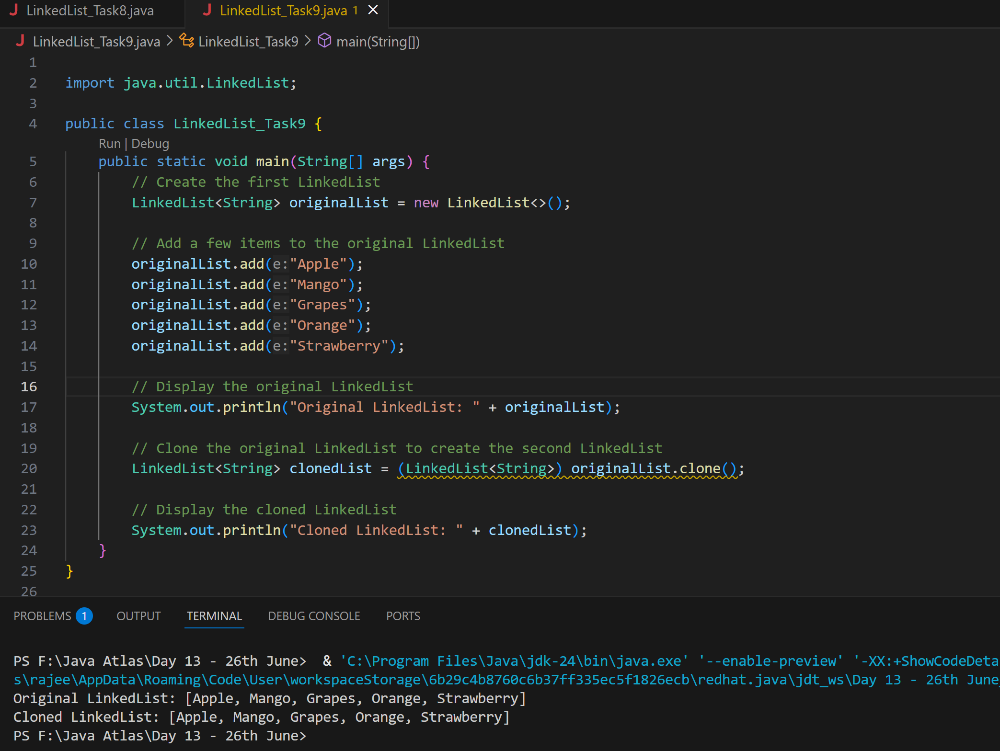 LinkedList_Task8.java
LinkedList_Task9.java 1
LinkedList_Task9.java > LinkedList_Task9 > main(String[])
1
2 import java.util.LinkedList;
3
4 public class LinkedList_Task9 {
Run | Debug
5 public static void main(String[] args) {
6 // Create the first LinkedList
7 LinkedList<String> originalList = new LinkedList<>();
8
9 // Add a few items to the original LinkedList
10 originalList.add(e:"Apple");
11 originalList.add(e:"Mango");
12 originalList.add(e:"Grapes");
13 originalList.add(e:"Orange");
14 originalList.add(e:"Strawberry");
15
16 // Display the original LinkedList
17 System.out.println("Original LinkedList: " + originalList);
18
19 // Clone the original LinkedList to create the second LinkedList
20 LinkedList<String> clonedList = (LinkedList<String>) originalList.clone();
21
22 // Display the cloned LinkedList
23 System.out.println("Cloned LinkedList: " + clonedList);
24 }
25 }
26
PROBLEMS 1 OUTPUT TERMINAL DEBUG CONSOLE PORTS
PS F:\Java Atlas\Day 13 - 26th June> & 'C:\Program Files\Java\jdk-24\bin\java.exe' '--enable-preview' '-XX:+ShowCodeDeta
s\rajee\AppData\Roaming\Code\User\workspaceStorage\6b29c4b8760c6b37ff335ec5f1826ecb\redhat.java\jdt_ws\Day 13 - 26th June_
Original LinkedList: [Apple, Mango, Grapes, Orange, Strawberry]
Cloned LinkedList: [Apple, Mango, Grapes, Orange, Strawberry]
PS F:\Java Atlas\Day 13 - 26th June>